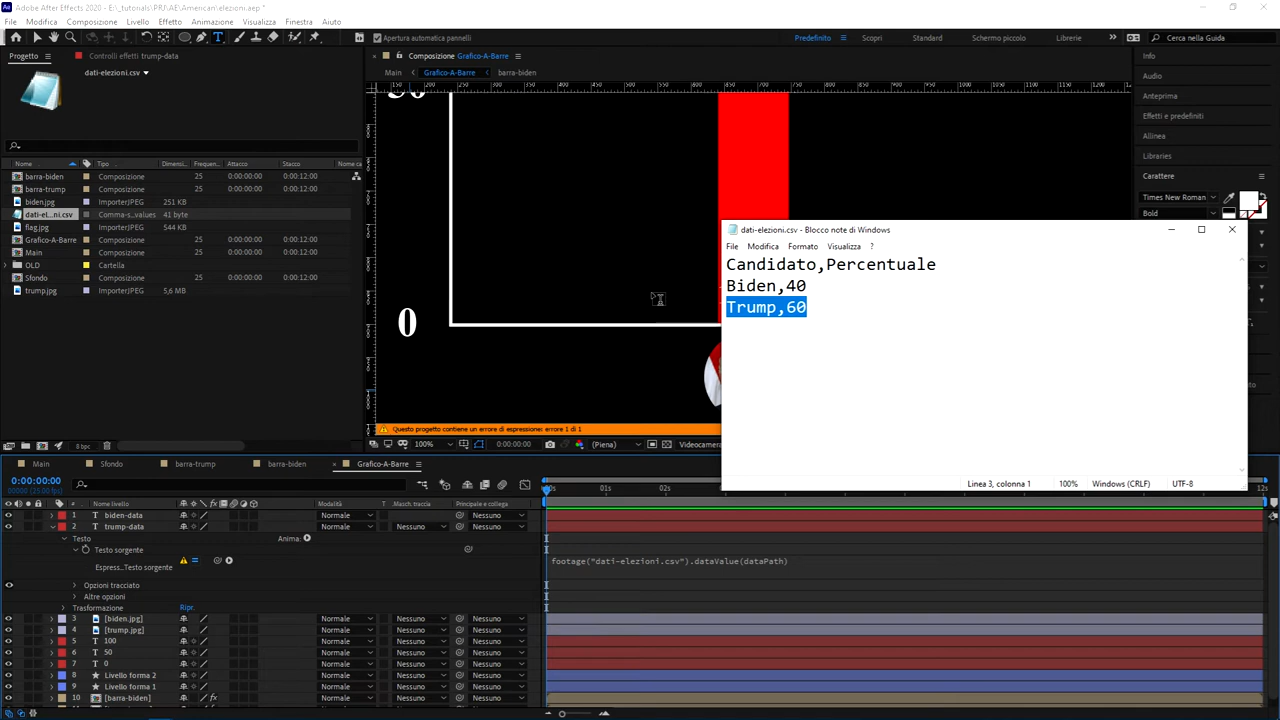 Adobe After Effects 2020 - E:\_tutorials\PR\AE\American\elezioni.aep *
File Modifica Composizione Livello Effetto Animazione Visualizza Finestra Aiuto
Apertura automatica pannelli
Predefinito Scopri Standard Schermo piccolo Librerie
Cerca nella Guida
Progetto
Controlli effetti trump-data
Composizione Grafico-A-Barre
Info
dati-elezioni.csv
Main Grafico-A-Barre barra-biden
Audio
Anteprima
Effetti e predefiniti
Allinea
Libraries
Carattere
Times New Roman
Bold
Nome Tipo Dimensi... Frequen... Attacco Stacco Nome ca
barra-biden Composizione 25 0:00:00:00 0:00:12:00
barra-trump Composizione 25 0:00:00:00 0:00:12:00
biden.jpg ImporterJPEG 251 KB
dati-el...ni.csv Comma-s...values 41 byte
flag.jpg ImporterJPEG 544 KB
Grafico-A-Barre Composizione 25 0:00:00:00 0:00:12:00
Main Composizione 25 0:00:00:00 0:00:12:00
OLD Cartella
Sfondo Composizione 25 0:00:00:00 0:00:12:00
trump.jpg ImporterJPEG 5,6 MB
0
dati-elezioni.csv - Blocco note di Windows
File Modifica Formato Visualizza ?
Candidato,Percentuale
Biden,40
Trump,60
Linea 3, colonna 1 100% Windows (CRLF) UTF-8
Questo progetto contiene un errore di espressione: errore 1 di 1
8 bpc
100% 0:00:00:00 (Piena) Videocamera
Main Sfondo barra-trump barra-biden Grafico-A-Barre
0:00:00:00
00000 (25.00 fps)
01s 02s 12s
# Nome livello Modalità T Masch. traccia Principale e collega
1 T biden-data Normale Nessuno
2 T trump-data Normale Nessuno Nessuno
Testo Anima:
Testo sorgente
Espress...Testo sorgente
footage("dati-elezioni.csv").dataValue(dataPath)
Opzioni tracciato
Altre opzioni
Trasformazione Ripr.
3 [biden.jpg] Normale Nessuno Nessuno
4 [trump.jpg] Normale Nessuno Nessuno
5 T 100 Normale Nessuno Nessuno
6 T 50 Normale Nessuno Nessuno
7 T 0 Normale Nessuno Nessuno
8 Livello forma 2 Normale Nessuno Nessuno
9 Livello forma 1 Normale Nessuno Nessuno
10 [barra-biden] Normale Nessuno Nessuno